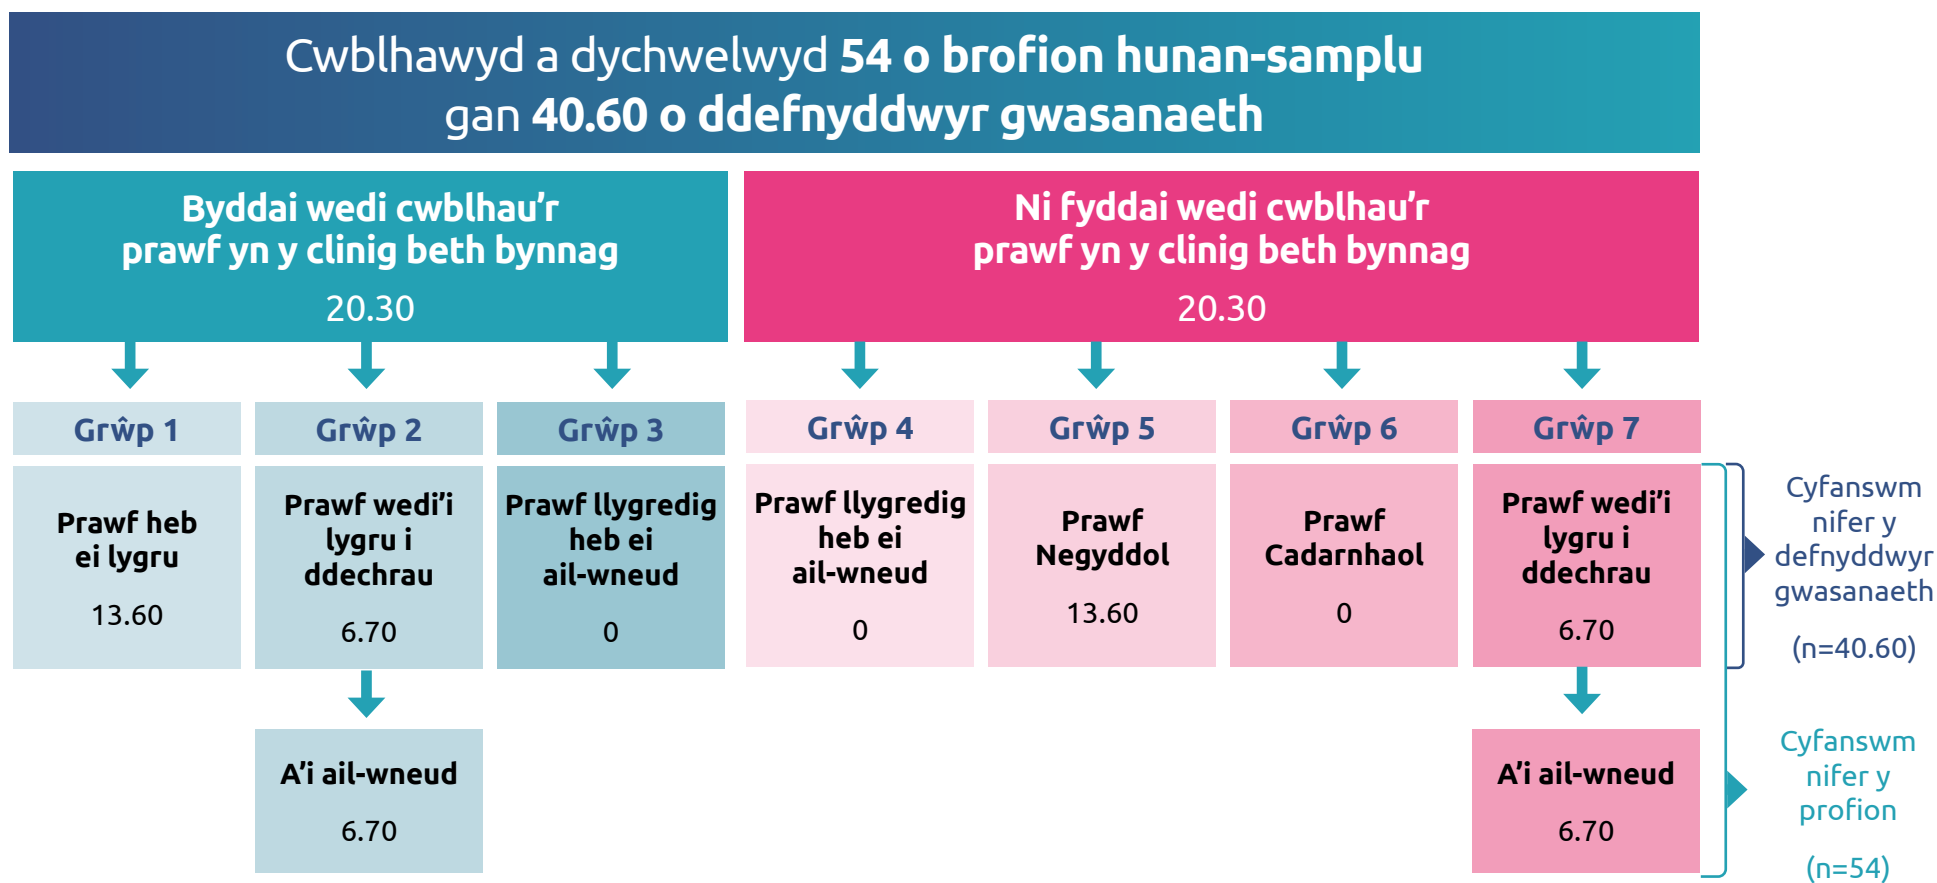 Cwblhawyd a dychwelwyd 54 o brofion hunan-samplu
gan 40.60 o ddefnyddwyr gwasanaeth
Byddai wedi cwblhau’r
prawf yn y clinig beth bynnag
20.30
Ni fyddai wedi cwblhau’r
prawf yn y clinig beth bynnag
20.30
Grŵp 1
Prawf heb
ei lygru
13.60
Grŵp 2
Prawf wedi’i
lygru i
ddechrau
6.70
A’i ail-wneud
6.70
Grŵp 3
Prawf llygredig
heb ei
ail-wneud
0
Grŵp 4
Prawf llygredig
heb ei
ail-wneud
0
Grŵp 5
Prawf
Negyddol
13.60
Grŵp 6
Prawf
Cadarnhaol
0
Grŵp 7
Prawf wedi’i
lygru i
ddechrau
6.70
A’i ail-wneud
6.70
Cyfanswm
nifer y
defnyddwyr
gwasanaeth
(n=40.60)
Cyfanswm
nifer y
profion
(n=54)